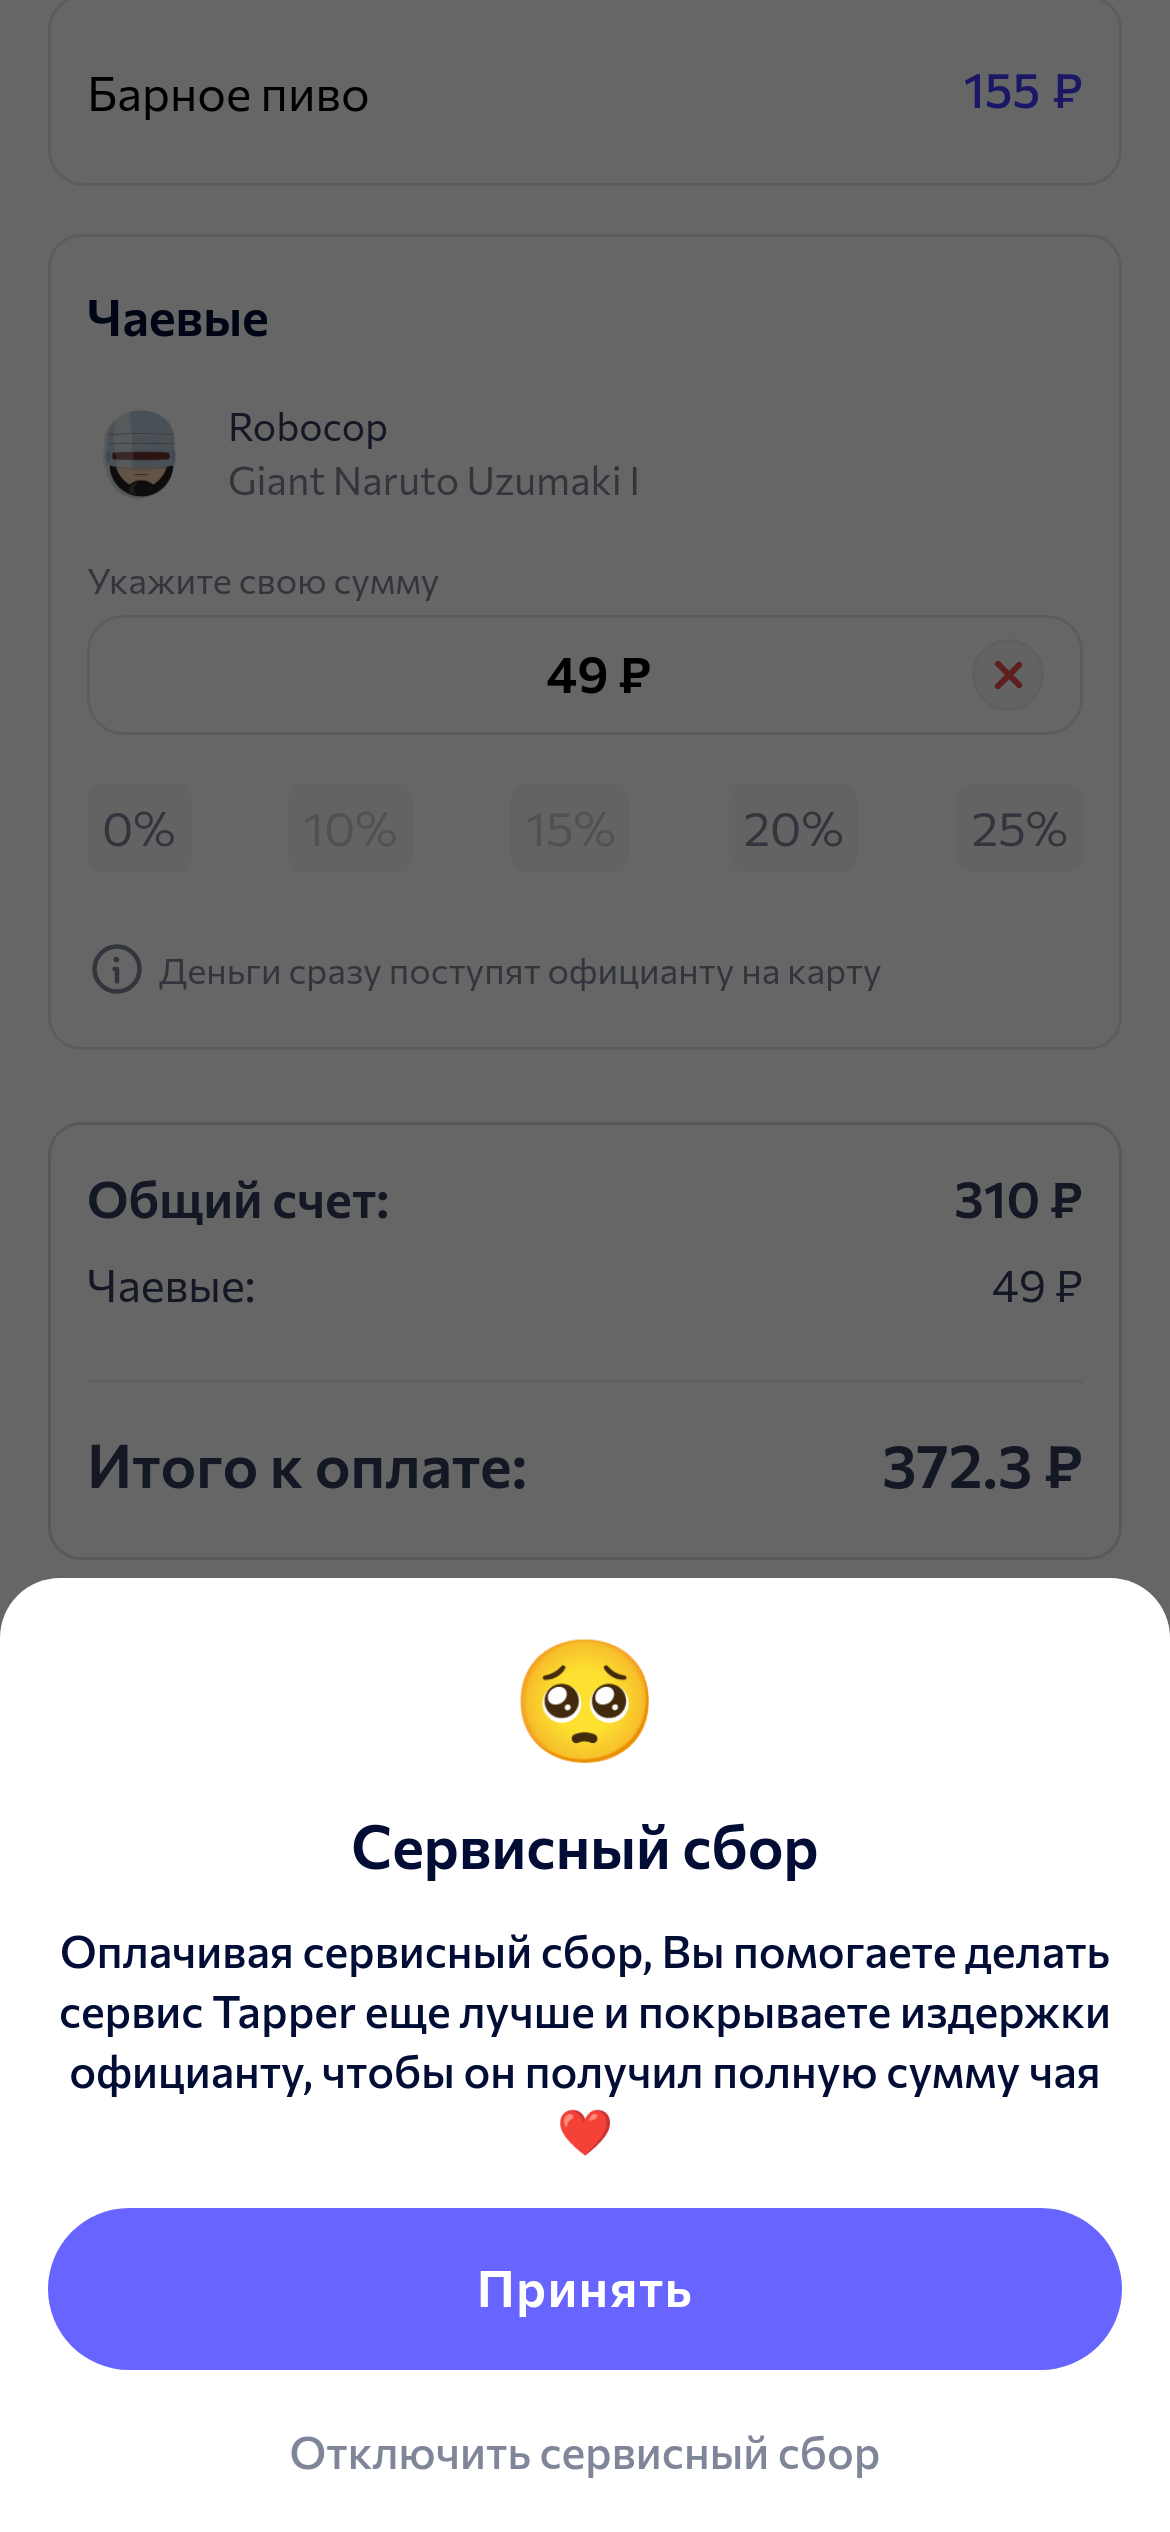 Барное пиво 155 ₽
Чаевые
Robocop
Giant Naruto Uzumaki I
Укажите свою сумму
49 ₽
0% 10% 15% 20% 25%
Деньги сразу поступят официанту на карту
Общий счет: 310 ₽
Чаевые: 49 ₽
Итого к оплате: 372.3 ₽
Сервисный сбор
Оплачивая сервисный сбор, Вы помогаете делать
сервис Tapper еще лучше и покрываете издержки
официанту, чтобы он получил полную сумму чая
❤️
Принять
Отключить сервисный сбор